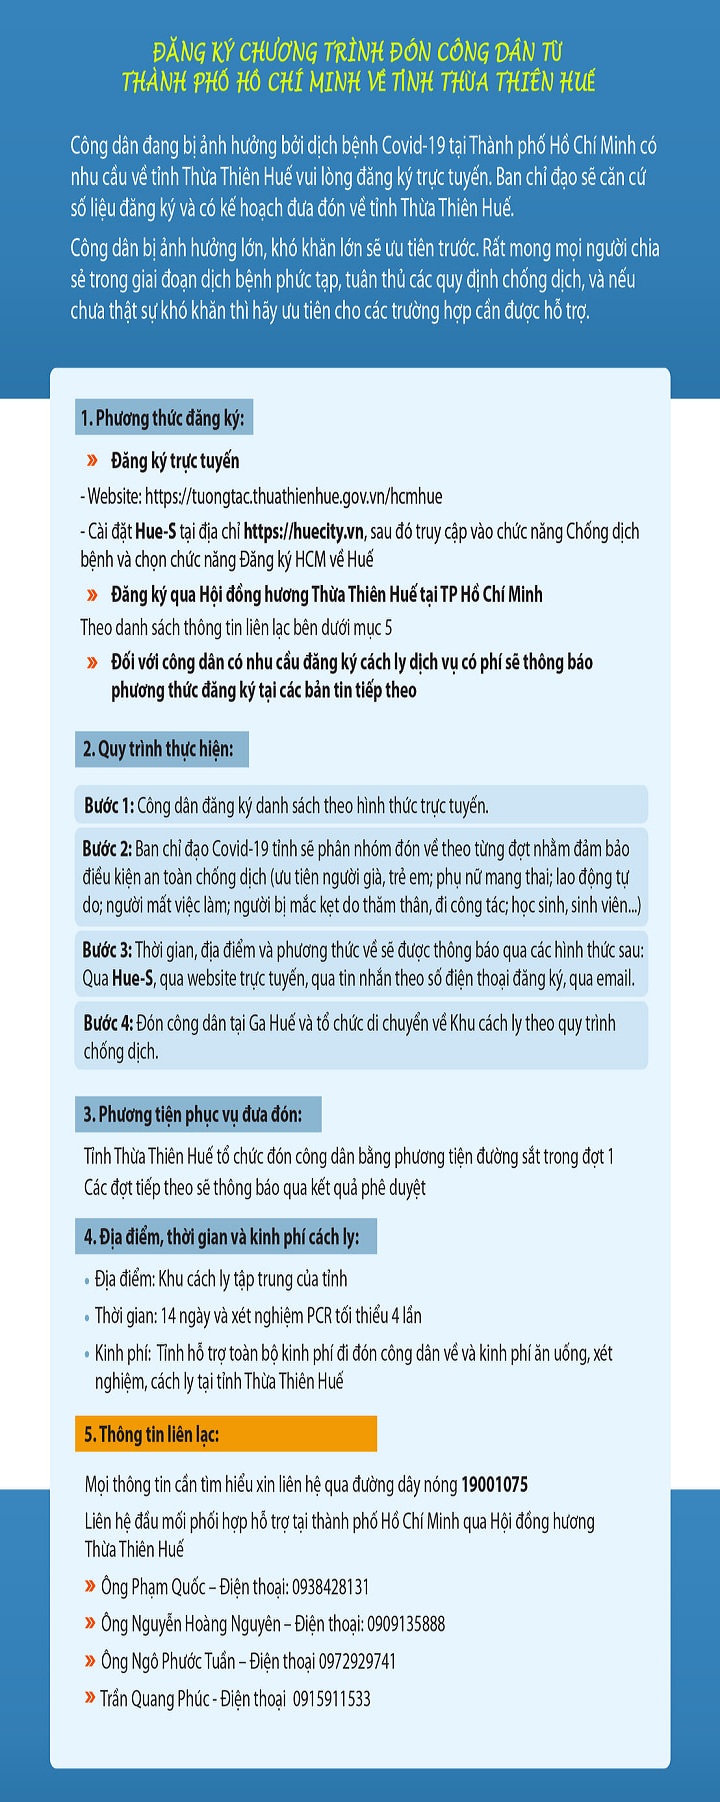 ĐĂNG KÝ CHƯƠNG TRÌNH ĐÓN CÔNG DÂN TỪ
THÀNH PHỐ HỒ CHÍ MINH VỀ TỈNH THỪA THIÊN HUẾ
Công dân đang bị ảnh hưởng bởi dịch bệnh Covid-19 tại Thành phố Hồ Chí Minh có
nhu cầu về tỉnh Thừa Thiên Huế vui lòng đăng ký trực tuyến. Ban chỉ đạo sẽ căn cứ
số liệu đăng ký và có kế hoạch đưa đón về tỉnh Thừa Thiên Huế.
Công dân bị ảnh hưởng lớn, khó khăn lớn sẽ ưu tiên trước. Rất mong mọi người chia
sẻ trong giai đoạn dịch bệnh phức tạp, tuân thủ các quy định chống dịch, và nếu
chưa thật sự khó khăn thì hãy ưu tiên cho các trường hợp cần được hỗ trợ.
1. Phương thức đăng ký:
» Đăng ký trực tuyến
- Website: https://tuongtac.thuathienhue.gov.vn/hcmhue
- Cài đặt Hue-S tại địa chỉ https://huecity.vn, sau đó truy cập vào chức năng Chống dịch
bệnh và chọn chức năng Đăng ký HCM về Huế
» Đăng ký qua Hội đồng hương Thừa Thiên Huế tại TP Hồ Chí Minh
Theo danh sách thông tin liên lạc bên dưới mục 5
» Đối với công dân có nhu cầu đăng ký cách ly dịch vụ có phí sẽ thông báo
phương thức đăng ký tại các bản tin tiếp theo
2. Quy trình thực hiện:
Bước 1: Công dân đăng ký danh sách theo hình thức trực tuyến.
Bước 2: Ban chỉ đạo Covid-19 tỉnh sẽ phân nhóm đón về theo từng đợt nhằm đảm bảo
điều kiện an toàn chống dịch (ưu tiên người già, trẻ em; phụ nữ mang thai; lao động tự
do; người mất việc làm; người bị mắc kẹt do thăm thân, đi công tác; học sinh, sinh viên...)
Bước 3: Thời gian, địa điểm và phương thức về sẽ được thông báo qua các hình thức sau:
Qua Hue-S, qua website trực tuyến, qua tin nhắn theo số điện thoại đăng ký, qua email.
Bước 4: Đón công dân tại Ga Huế và tổ chức di chuyển về Khu cách ly theo quy trình
chống dịch.
3. Phương tiện phục vụ đưa đón:
Tỉnh Thừa Thiên Huế tổ chức đón công dân bằng phương tiện đường sắt trong đợt 1
Các đợt tiếp theo sẽ thông báo qua kết quả phê duyệt
4. Địa điểm, thời gian và kinh phí cách ly:
• Địa điểm: Khu cách ly tập trung của tỉnh
• Thời gian: 14 ngày và xét nghiệm PCR tối thiểu 4 lần
• Kinh phí: Tỉnh hỗ trợ toàn bộ kinh phí đi đón công dân về và kinh phí ăn uống, xét
nghiệm, cách ly tại tỉnh Thừa Thiên Huế
5. Thông tin liên lạc:
Mọi thông tin cần tìm hiểu xin liên hệ qua đường dây nóng 19001075
Liên hệ đầu mối phối hợp hỗ trợ tại thành phố Hồ Chí Minh qua Hội đồng hương
Thừa Thiên Huế
» Ông Phạm Quốc – Điện thoại: 0938428131
» Ông Nguyễn Hoàng Nguyên – Điện thoại: 0909135888
» Ông Ngô Phước Tuấn – Điện thoại 0972929741
» Trần Quang Phúc - Điện thoại 0915911533